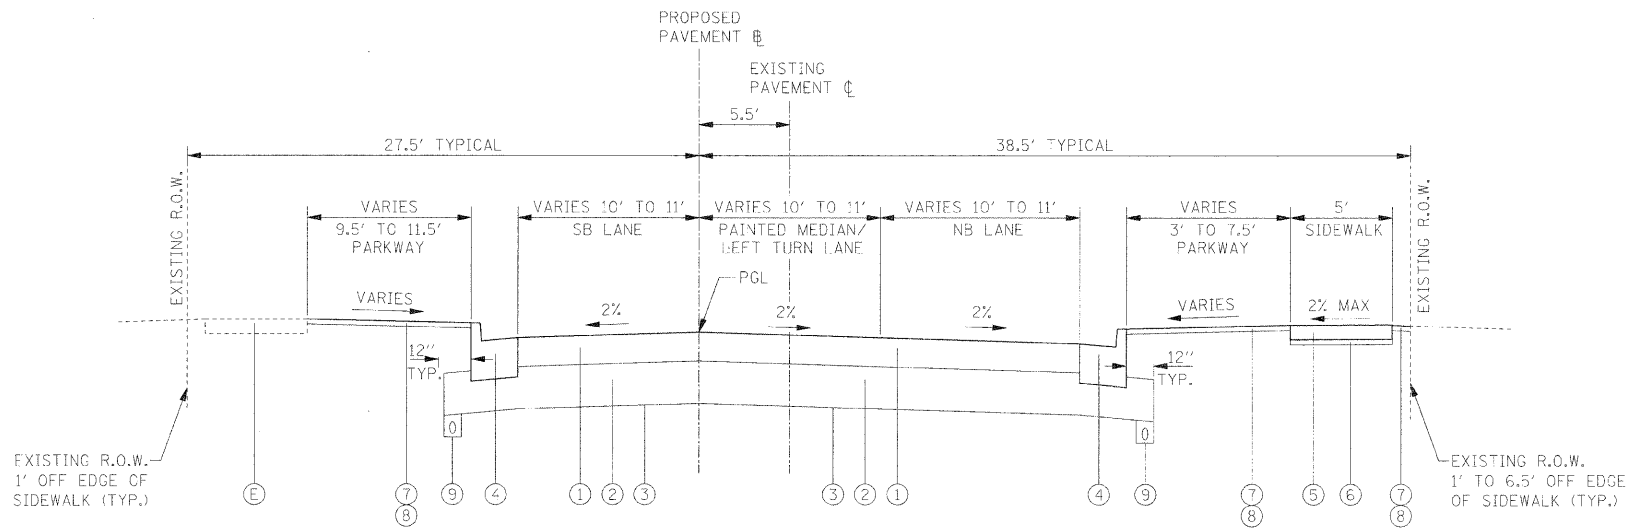 PROPOSED
PAVEMENT ⅊
EXISTING
PAVEMENT ℄
5.5'
27.5' TYPICAL
38.5' TYPICAL
EXISTING R.O.W.
VARIES
9.5' TO 11.5'
PARKWAY
VARIES 10' TO 11'
SB LANE
VARIES 10' TO 11'
PAINTED MEDIAN/
LEFT TURN LANE
VARIES 10' TO 11'
NB LANE
VARIES
3' TO 7.5'
PARKWAY
5'
SIDEWALK
EXISTING R.O.W.
PGL
VARIES
2%
2%
2%
VARIES
2% MAX
12"
TYP.
12"
TYP.
0
0
EXISTING R.O.W.
1' OFF EDGE OF
SIDEWALK (TYP.)
EXISTING R.O.W.
1' TO 6.5' OFF EDGE
OF SIDEWALK (TYP.)
E 7 9 4 1 2 3 3 2 1 4 9 7 5 6 7
8 8 8